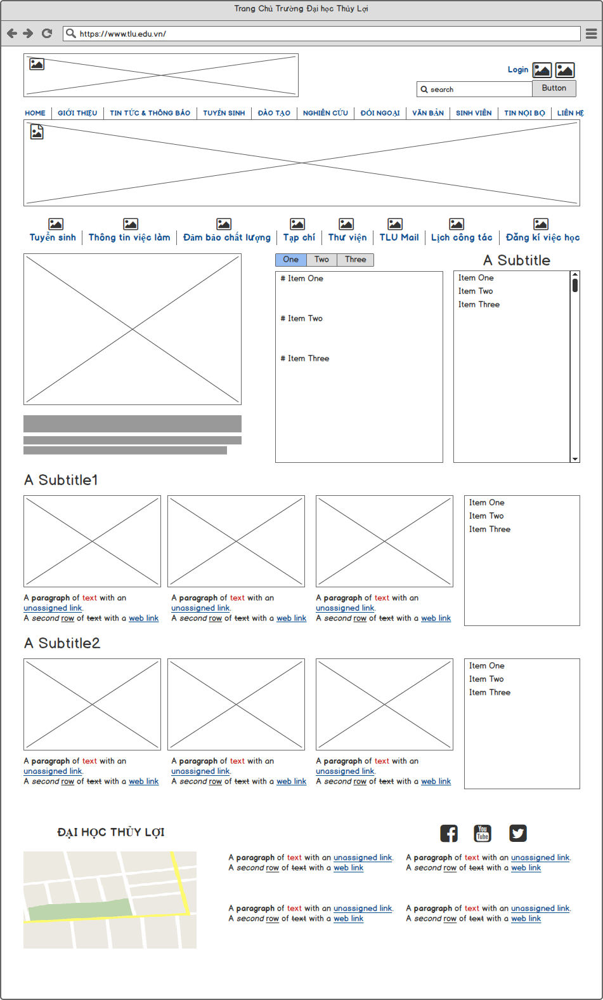 Trang Chủ Trường Đại học Thủy Lợi
https://www.tlu.edu.vn/
Login
search
Button
HOME GIỚI THIỆU TIN TỨC & THÔNG BÁO TUYỂN SINH ĐÀO TẠO NGHIÊN CỨU ĐỐI NGOẠI VĂN BẢN SINH VIÊN TIN NỘI BỘ LIÊN HỆ
Tuyển sinh Thông tin việc làm Đảm bảo chất lượng Tạp chí Thư viện TLU Mail Lịch công tác Đăng kí việc học
One Two Three
# Item One
# Item Two
# Item Three
A Subtitle
Item One
Item Two
Item Three
A Subtitle1
A paragraph of text with an
unassigned link.
A second row of text with a web link
A paragraph of text with an
unassigned link.
A second row of text with a web link
A paragraph of text with an
unassigned link.
A second row of text with a web link
Item One
Item Two
Item Three
A Subtitle2
A paragraph of text with an
unassigned link.
A second row of text with a web link
A paragraph of text with an
unassigned link.
A second row of text with a web link
A paragraph of text with an
unassigned link.
A second row of text with a web link
Item One
Item Two
Item Three
ĐẠI HỌC THỦY LỢI
You
Tube
A paragraph of text with an unassigned link.
A second row of text with a web link
A paragraph of text with an unassigned link.
A second row of text with a web link
A paragraph of text with an unassigned link.
A second row of text with a web link
A paragraph of text with an unassigned link.
A second row of text with a web link